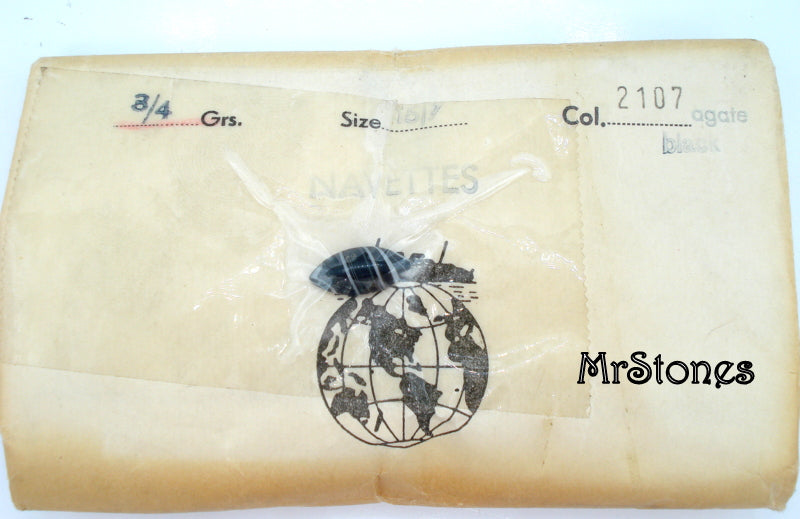 3/4 Grs. Size Col. 2107 agate
black
NAVETTES
MrStones